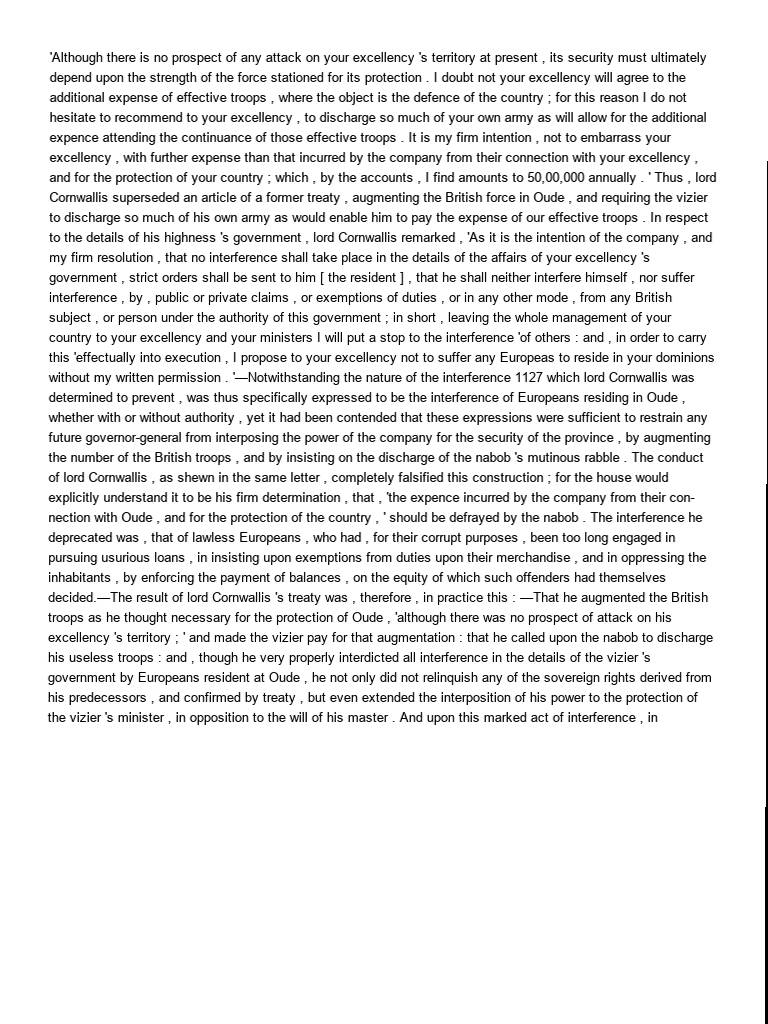 'Although there is no prospect of any attack on your excellency 's territory at present , its security must ultimately
depend upon the strength of the force stationed for its protection . I doubt not your excellency will agree to the
additional expense of effective troops , where the object is the defence of the country ; for this reason I do not
hesitate to recommend to your excellency , to discharge so much of your own army as will allow for the additional
expence attending the continuance of those effective troops . It is my firm intention , not to embarrass your
excellency , with further expense than that incurred by the company from their connection with your excellency ,
and for the protection of your country ; which , by the accounts , I find amounts to 50,00,000 annually . ' Thus , lord
Cornwallis superseded an article of a former treaty , augmenting the British force in Oude , and requiring the vizier
to discharge so much of his own army as would enable him to pay the expense of our effective troops . In respect
to the details of his highness 's government , lord Cornwallis remarked , 'As it is the intention of the company , and
my firm resolution , that no interference shall take place in the details of the affairs of your excellency 's
government , strict orders shall be sent to him [ the resident ] , that he shall neither interfere himself , nor suffer
interference , by , public or private claims , or exemptions of duties , or in any other mode , from any British
subject , or person under the authority of this government ; in short , leaving the whole management of your
country to your excellency and your ministers I will put a stop to the interference 'of others : and , in order to carry
this 'effectually into execution , I propose to your excellency not to suffer any Europeas to reside in your dominions
without my written permission . '—Notwithstanding the nature of the interference 1127 which lord Cornwallis was
determined to prevent , was thus specifically expressed to be the interference of Europeans residing in Oude ,
whether with or without authority , yet it had been contended that these expressions were sufficient to restrain any
future governor-general from interposing the power of the company for the security of the province , by augmenting
the number of the British troops , and by insisting on the discharge of the nabob 's mutinous rabble . The conduct
of lord Cornwallis , as shewn in the same letter , completely falsified this construction ; for the house would
explicitly understand it to be his firm determination , that , 'the expence incurred by the company from their con-
nection with Oude , and for the protection of the country , ' should be defrayed by the nabob . The interference he
deprecated was , that of lawless Europeans , who had , for their corrupt purposes , been too long engaged in
pursuing usurious loans , in insisting upon exemptions from duties upon their merchandise , and in oppressing the
inhabitants , by enforcing the payment of balances , on the equity of which such offenders had themselves
decided.—The result of lord Cornwallis 's treaty was , therefore , in practice this : —That he augmented the British
troops as he thought necessary for the protection of Oude , 'although there was no prospect of attack on his
excellency 's territory ; ' and made the vizier pay for that augmentation : that he called upon the nabob to discharge
his useless troops : and , though he very properly interdicted all interference in the details of the vizier 's
government by Europeans resident at Oude , he not only did not relinquish any of the sovereign rights derived from
his predecessors , and confirmed by treaty , but even extended the interposition of his power to the protection of
the vizier 's minister , in opposition to the will of his master . And upon this marked act of interference , in